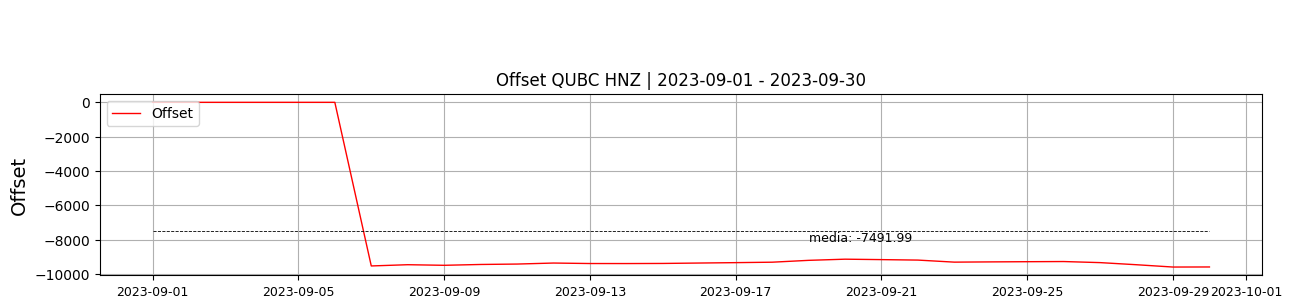 Offset QUBC HNZ | 2023-09-01 - 2023-09-30
Offset
0
−2000
−4000
−6000
−8000
−10000
Offset
media: -7491.99
2023-09-01 2023-09-05 2023-09-09 2023-09-13 2023-09-17 2023-09-21 2023-09-25 2023-09-29 2023-10-01